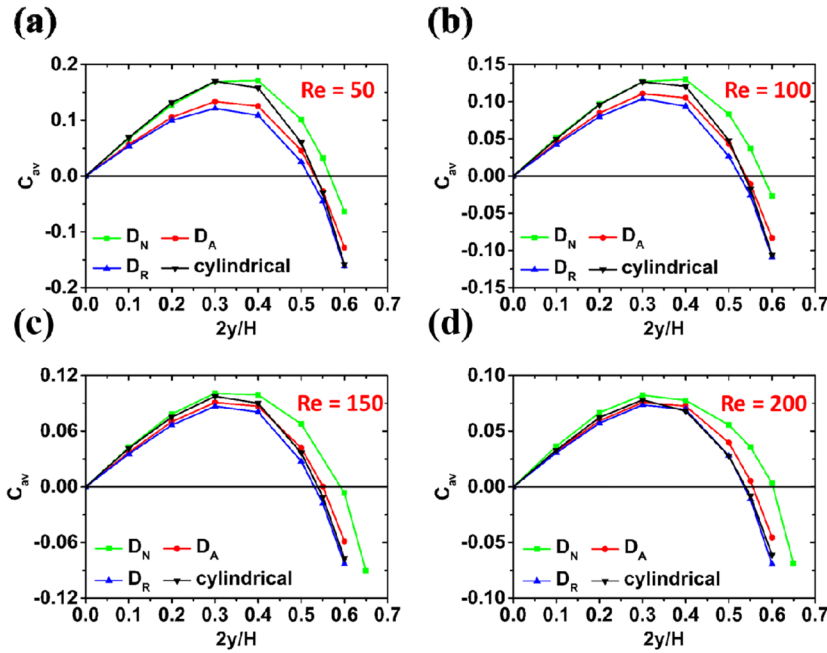 (a)
(b)
0.2
0.1
0.0
-0.1
-0.2
C_av
Re = 50
D_N
D_A
D_R
cylindrical
0.0 0.1 0.2 0.3 0.4 0.5 0.6 0.7
2y/H
0.15
0.10
0.05
0.00
-0.05
-0.10
-0.15
C_av
Re = 100
D_N
D_A
D_R
cylindrical
0.0 0.1 0.2 0.3 0.4 0.5 0.6 0.7
2y/H
(c)
(d)
0.12
0.06
0.00
-0.06
-0.12
C_av
Re = 150
D_N
D_A
D_R
cylindrical
0.0 0.1 0.2 0.3 0.4 0.5 0.6 0.7
2y/H
0.10
0.05
0.00
-0.05
-0.10
C_av
Re = 200
D_N
D_A
D_R
cylindrical
0.0 0.1 0.2 0.3 0.4 0.5 0.6 0.7
2y/H